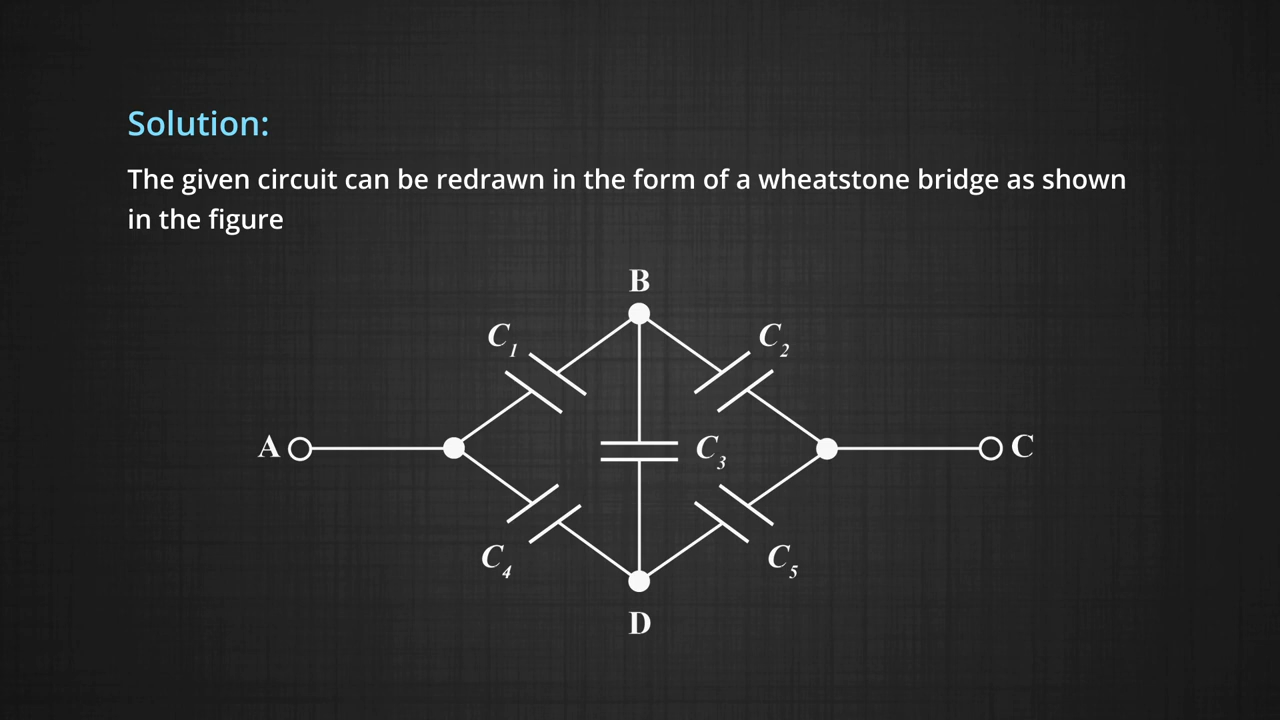 Solution:
The given circuit can be redrawn in the form of a wheatstone bridge as shown
in the figure
B
C1
C2
A
C3
C
C4
C5
D